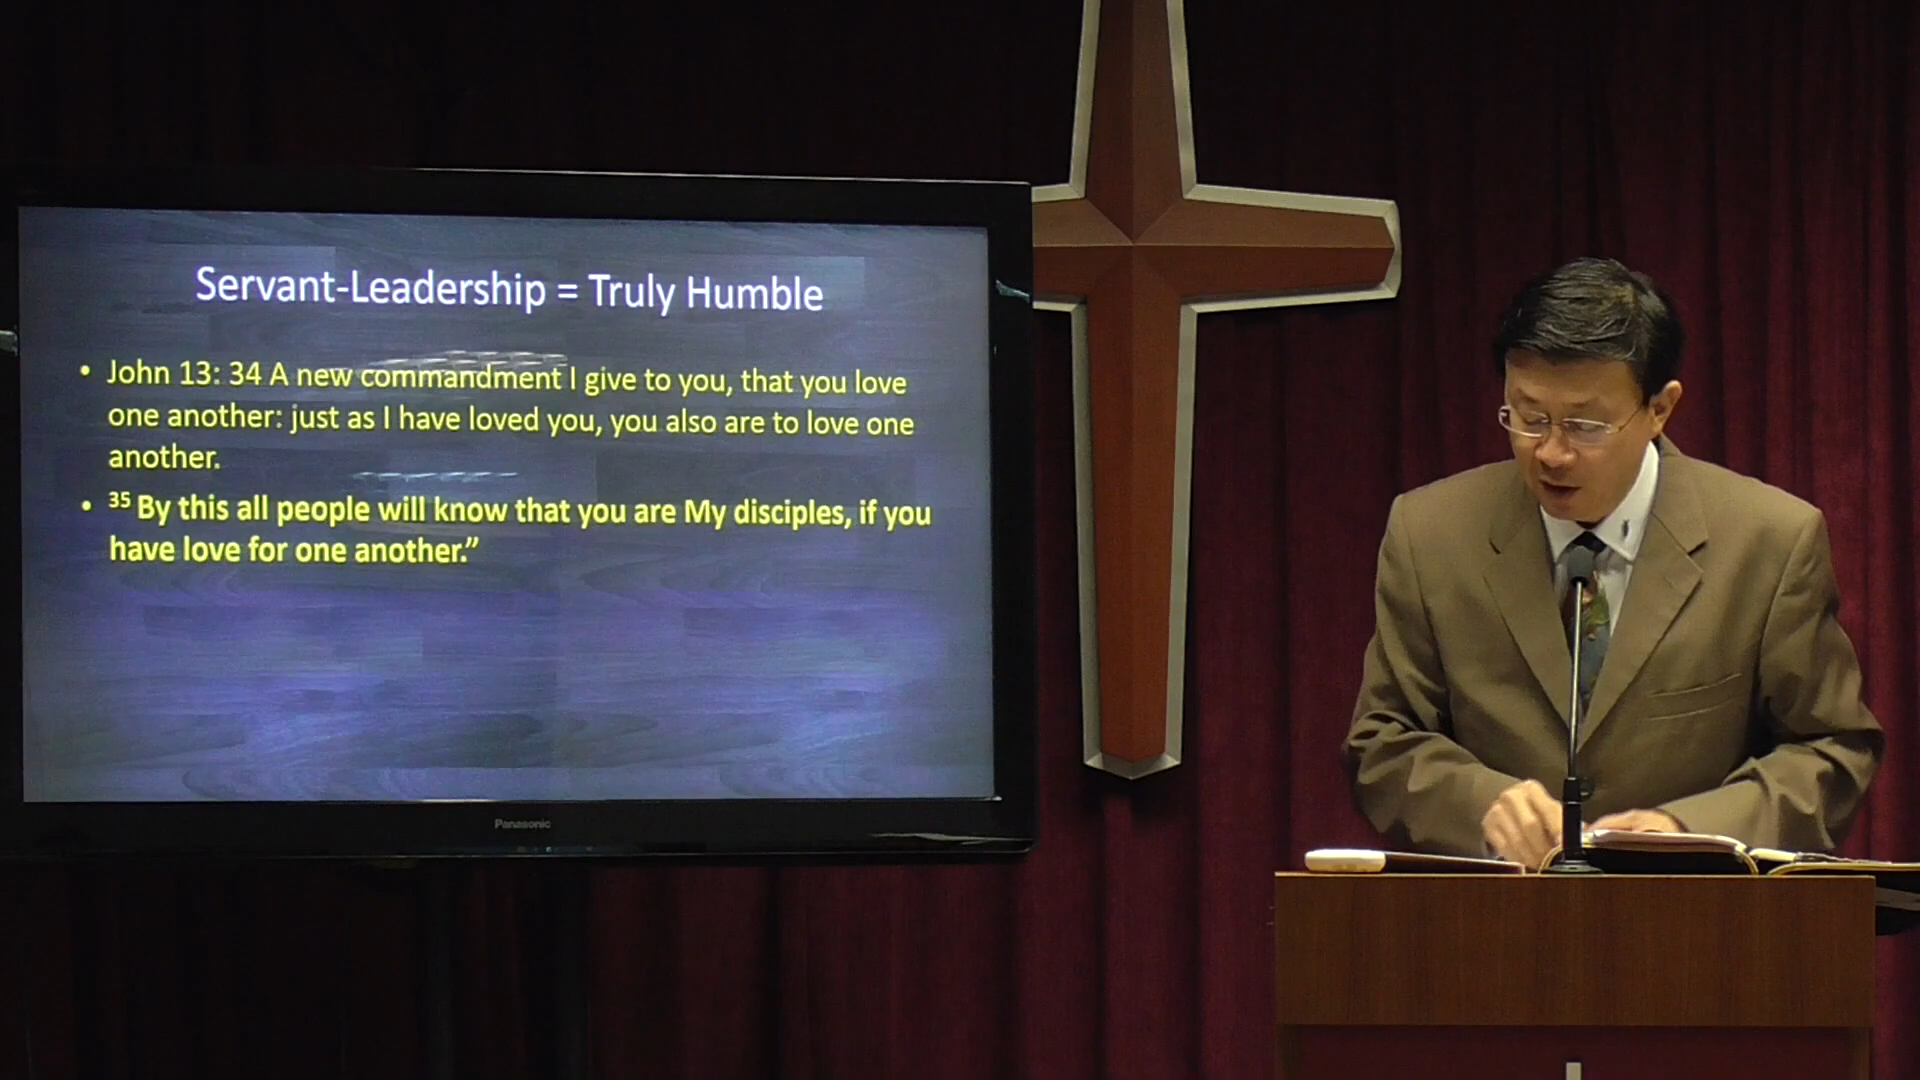 Servant-Leadership = Truly Humble
• John 13: 34 A new commandment I give to you, that you love
one another: just as I have loved you, you also are to love one
another.
• 35 By this all people will know that you are My disciples, if you
have love for one another.”
Panasonic